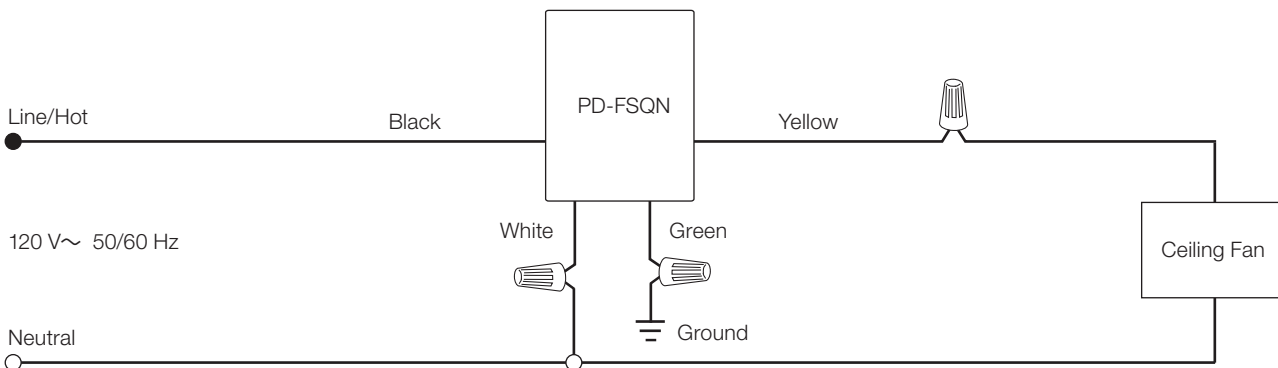 PD-FSQN
Line/Hot
Black
Yellow
White
Green
120 V~ 50/60 Hz
Ceiling Fan
Neutral
Ground